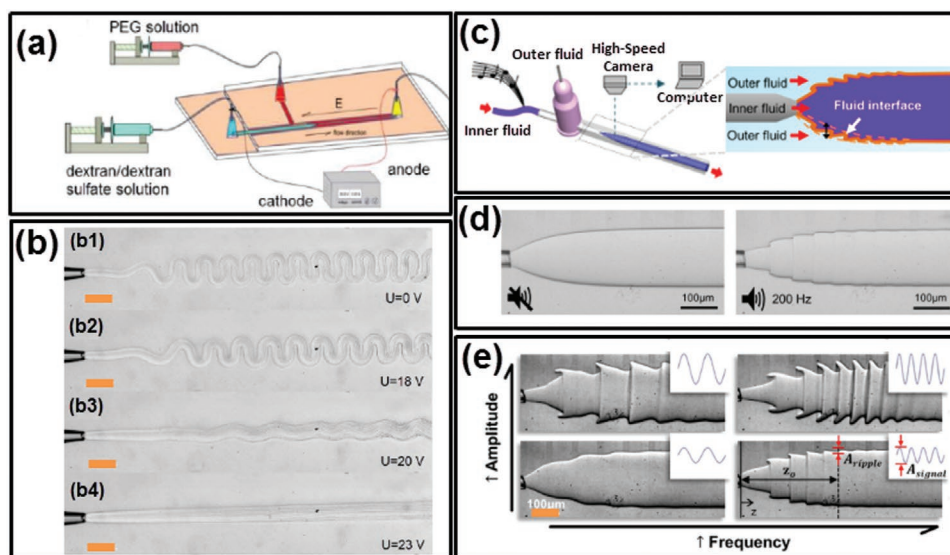 (a)
PEG solution
E
flow direction
dextran/dextran
sulfate solution
cathode
anode
(b)
(b1)
U=0 V
(b2)
U=18 V
(b3)
U=20 V
(b4)
U=23 V
(c)
Outer fluid
High-Speed
Camera
Computer
Inner fluid
Outer fluid
Inner fluid
Outer fluid
Fluid interface
(d)
100μm
200 Hz
100μm
(e)
↑ Amplitude
100μm
z₀
z
A_ripple
A_signal
↑ Frequency